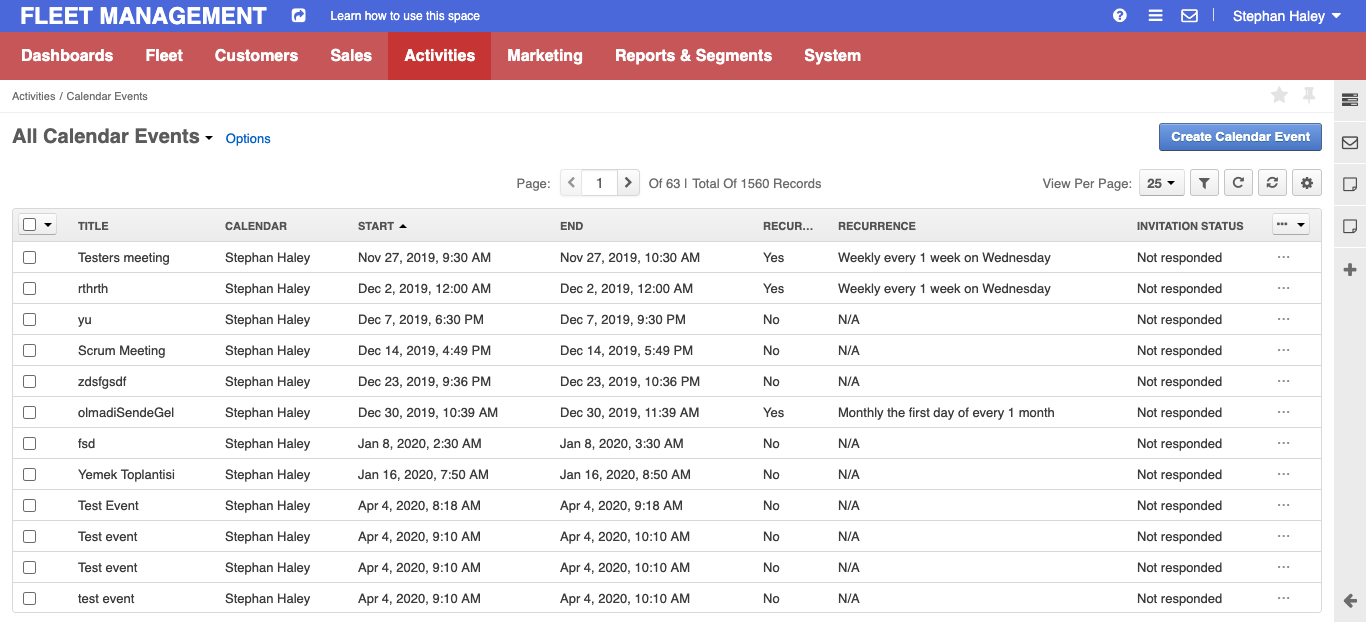 FLEET MANAGEMENT Learn how to use this space Stephan Haley
Dashboards Fleet Customers Sales Activities Marketing Reports & Segments System
Activities / Calendar Events
All Calendar Events Options Create Calendar Event
Page: 1 Of 63 | Total Of 1560 Records View Per Page: 25
TITLE CALENDAR START END RECUR... RECURRENCE INVITATION STATUS
Testers meeting Stephan Haley Nov 27, 2019, 9:30 AM Nov 27, 2019, 10:30 AM Yes Weekly every 1 week on Wednesday Not responded
rthrth Stephan Haley Dec 2, 2019, 12:00 AM Dec 2, 2019, 12:00 AM Yes Weekly every 1 week on Wednesday Not responded
yu Stephan Haley Dec 7, 2019, 6:30 PM Dec 7, 2019, 9:30 PM No N/A Not responded
Scrum Meeting Stephan Haley Dec 14, 2019, 4:49 PM Dec 14, 2019, 5:49 PM No N/A Not responded
zdsfgsdf Stephan Haley Dec 23, 2019, 9:36 PM Dec 23, 2019, 10:36 PM No N/A Not responded
olmadiSendeGel Stephan Haley Dec 30, 2019, 10:39 AM Dec 30, 2019, 11:39 AM Yes Monthly the first day of every 1 month Not responded
fsd Stephan Haley Jan 8, 2020, 2:30 AM Jan 8, 2020, 3:30 AM No N/A Not responded
Yemek Toplantisi Stephan Haley Jan 16, 2020, 7:50 AM Jan 16, 2020, 8:50 AM No N/A Not responded
Test Event Stephan Haley Apr 4, 2020, 8:18 AM Apr 4, 2020, 9:18 AM No N/A Not responded
Test event Stephan Haley Apr 4, 2020, 9:10 AM Apr 4, 2020, 10:10 AM No N/A Not responded
Test event Stephan Haley Apr 4, 2020, 9:10 AM Apr 4, 2020, 10:10 AM No N/A Not responded
test event Stephan Haley Apr 4, 2020, 9:10 AM Apr 4, 2020, 10:10 AM No N/A Not responded